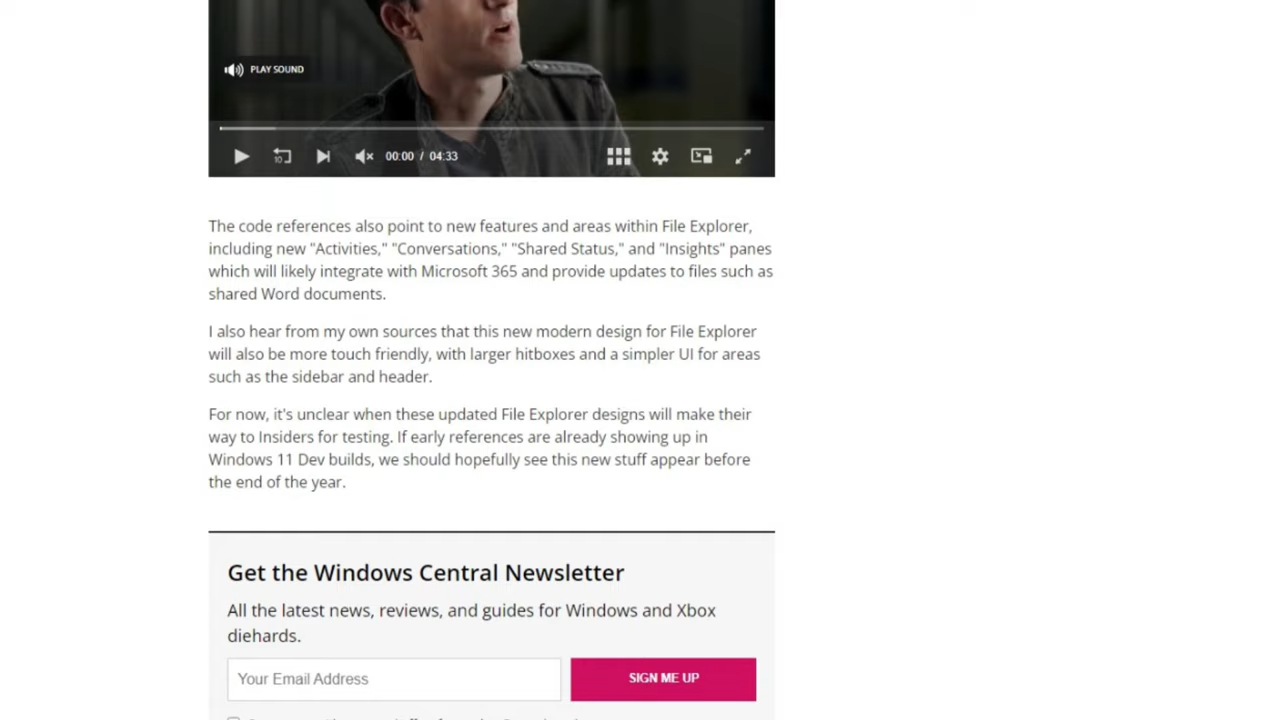 PLAY SOUND
10
00:00 / 04:33
The code references also point to new features and areas within File Explorer,
including new "Activities," "Conversations," "Shared Status," and "Insights" panes
which will likely integrate with Microsoft 365 and provide updates to files such as
shared Word documents.
I also hear from my own sources that this new modern design for File Explorer
will also be more touch friendly, with larger hitboxes and a simpler UI for areas
such as the sidebar and header.
For now, it's unclear when these updated File Explorer designs will make their
way to Insiders for testing. If early references are already showing up in
Windows 11 Dev builds, we should hopefully see this new stuff appear before
the end of the year.
Get the Windows Central Newsletter
All the latest news, reviews, and guides for Windows and Xbox
diehards.
Your Email Address
SIGN ME UP